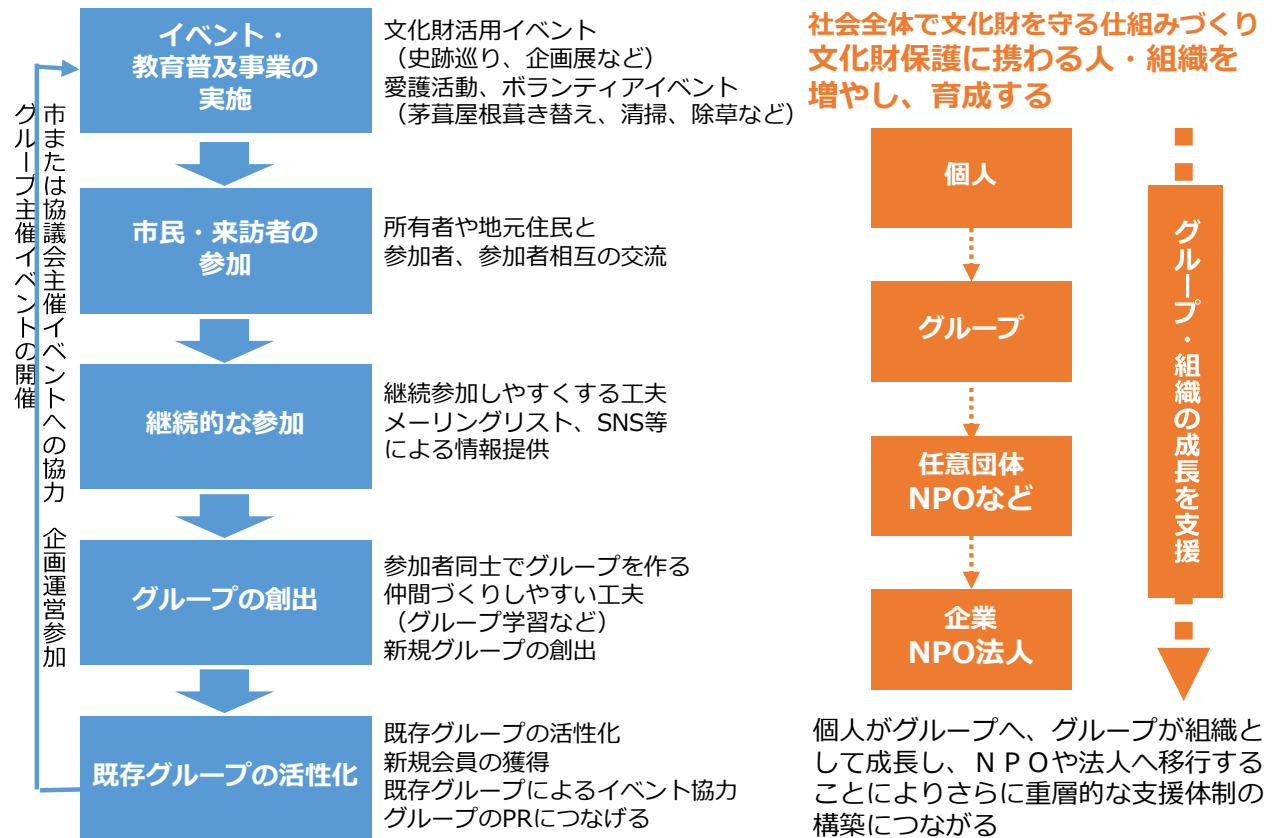 イベント・
教育普及事業の
実施
文化財活用イベント
（史跡巡り、企画展など）
愛護活動、ボランティアイベント
（茅葺屋根葺き替え、清掃、除草など）
市民・来訪者の
参加
所有者や地元住民と
参加者、参加者相互の交流
継続的な参加
継続参加しやすくする工夫
メーリングリスト、SNS等
による情報提供
グループの創出
参加者同士でグループを作る
仲間づくりしやすい工夫
（グループ学習など）
新規グループの創出
既存グループの活性化
既存グループの活性化
新規会員の獲得
既存グループによるイベント協力
グループのPRにつなげる
市または協議会主催イベントへの協力　企画運営参加
グループ主催イベントの開催
社会全体で文化財を守る仕組みづくり
文化財保護に携わる人・組織を
増やし、育成する
個人
グループ
任意団体
NPOなど
企業
NPO法人
グループ・組織の成長を支援
個人がグループへ、グループが組織と
して成長し、ＮＰＯや法人へ移行する
ことによりさらに重層的な支援体制の
構築につながる